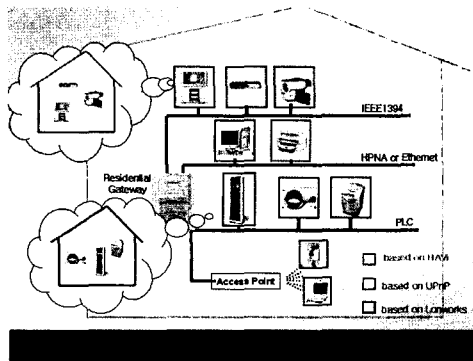 IEEE1394
HPNA or Ethernet
Residential
Gateway
PLC
Access Point
based on HAVi
based on UPnP
based on Lonworks